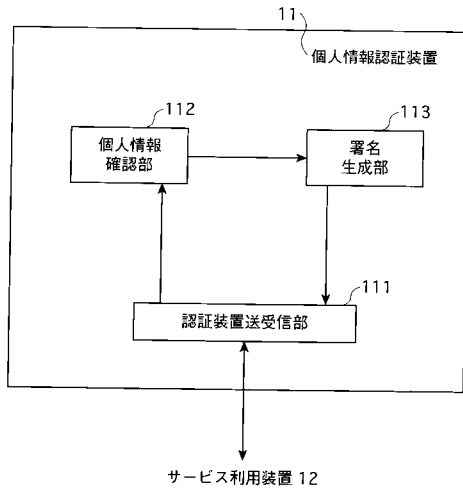 11
個人情報認証装置
112
個人情報
確認部
113
署名
生成部
111
認証装置送受信部
サービス利用装置 12